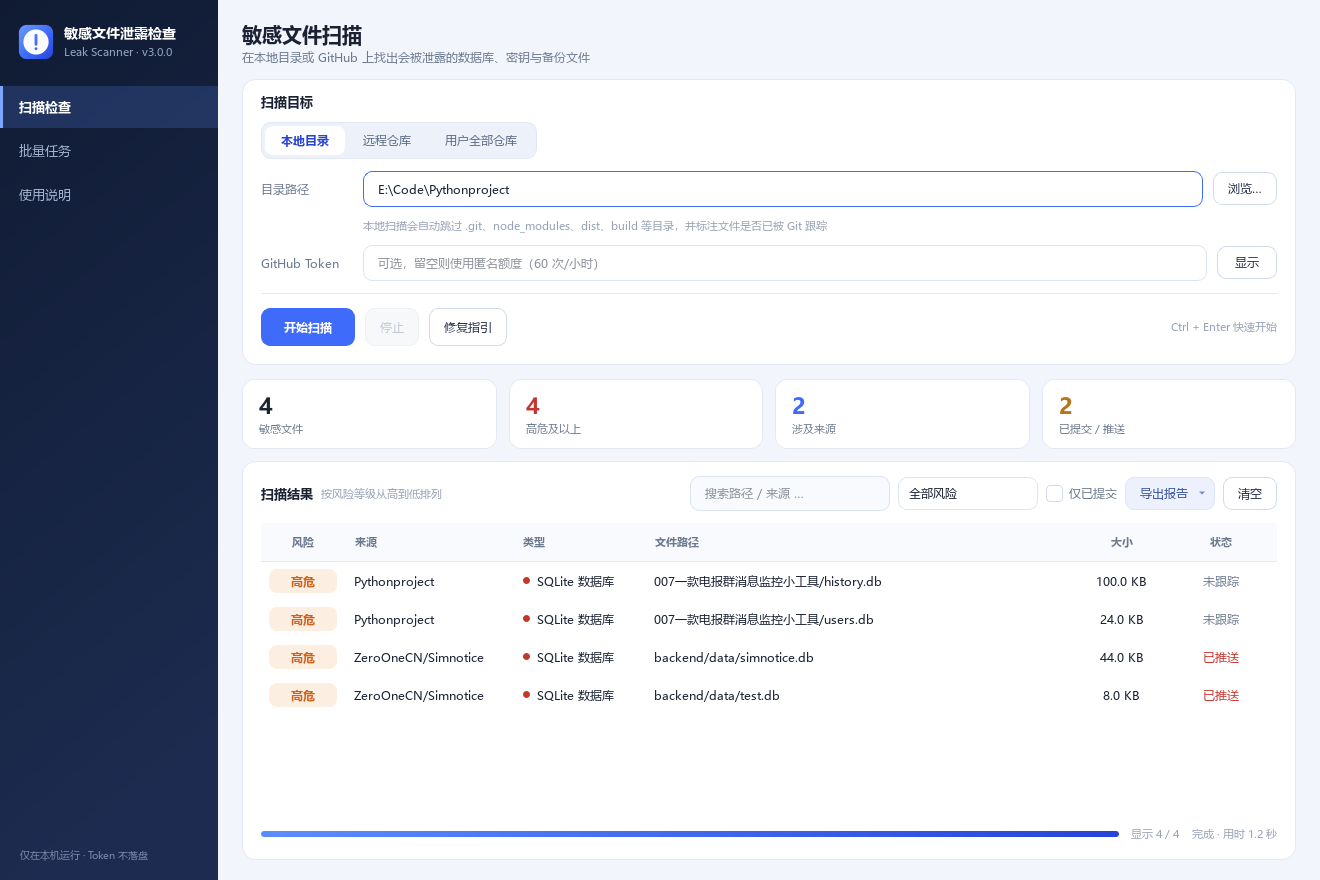 敏感文件泄露检查
Leak Scanner · v3.0.0
扫描检查
批量任务
使用说明
仅在本机运行 · Token 不落盘
敏感文件扫描
在本地目录或 GitHub 上找出会被泄露的数据库、密钥与备份文件
扫描目标
本地目录 远程仓库 用户全部仓库
目录路径 E:\Code\Pythonproject 浏览...
本地扫描会自动跳过 .git、node_modules、dist、build 等目录，并标注文件是否已被 Git 跟踪
GitHub Token 可选，留空则使用匿名额度（60 次/小时） 显示
开始扫描 停止 修复指引 Ctrl + Enter 快速开始
4 4 2 2
敏感文件 高危及以上 涉及来源 已提交 / 推送
扫描结果 按风险等级从高到低排列 搜索路径 / 来源 ... 全部风险 仅已提交 导出报告 清空
风险 来源 类型 文件路径 大小 状态
高危 Pythonproject SQLite 数据库 007一款电报群消息监控小工具/history.db 100.0 KB 未跟踪
高危 Pythonproject SQLite 数据库 007一款电报群消息监控小工具/users.db 24.0 KB 未跟踪
高危 ZeroOneCN/Simnotice SQLite 数据库 backend/data/simnotice.db 44.0 KB 已推送
高危 ZeroOneCN/Simnotice SQLite 数据库 backend/data/test.db 8.0 KB 已推送
显示 4 / 4 完成 · 用时 1.2 秒